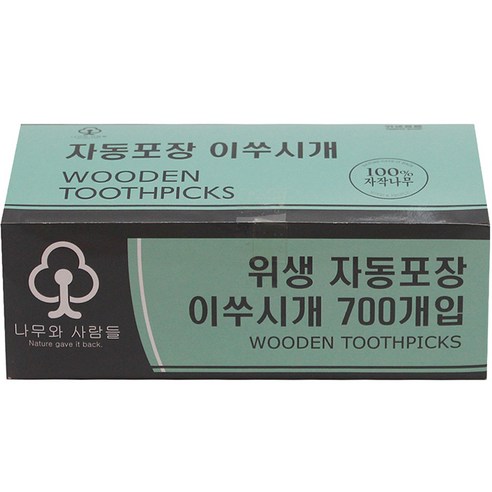 자동포장 이쑤시개
WOODEN
TOOTHPICKS
100%
자작나무
위생 자동포장
이쑤시개 700개입
WOODEN TOOTHPICKS
나무와 사람들
Nature gave it back.